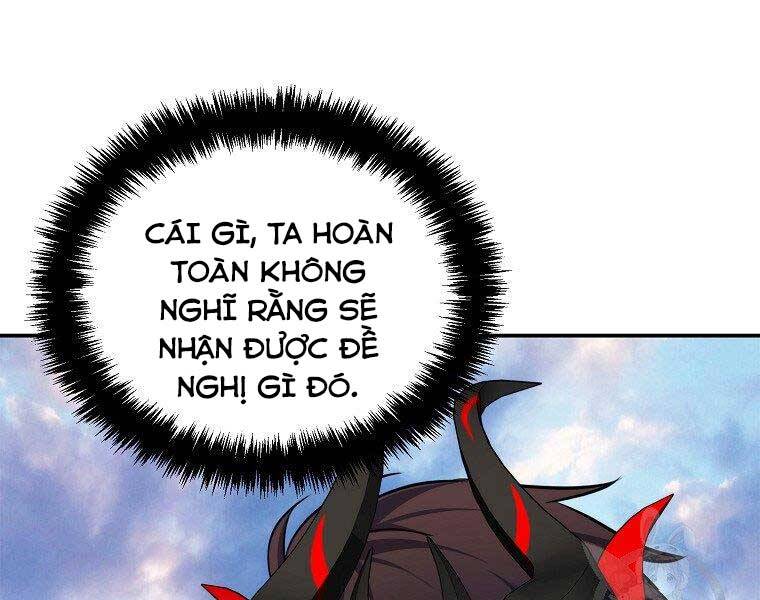 CÁI GÌ, TA HOÀN
TOÀN KHÔNG
NGHĨ RẰNG SẼ
NHẬN ĐƯỢC ĐỀ
NGHỊ GÌ ĐÓ.